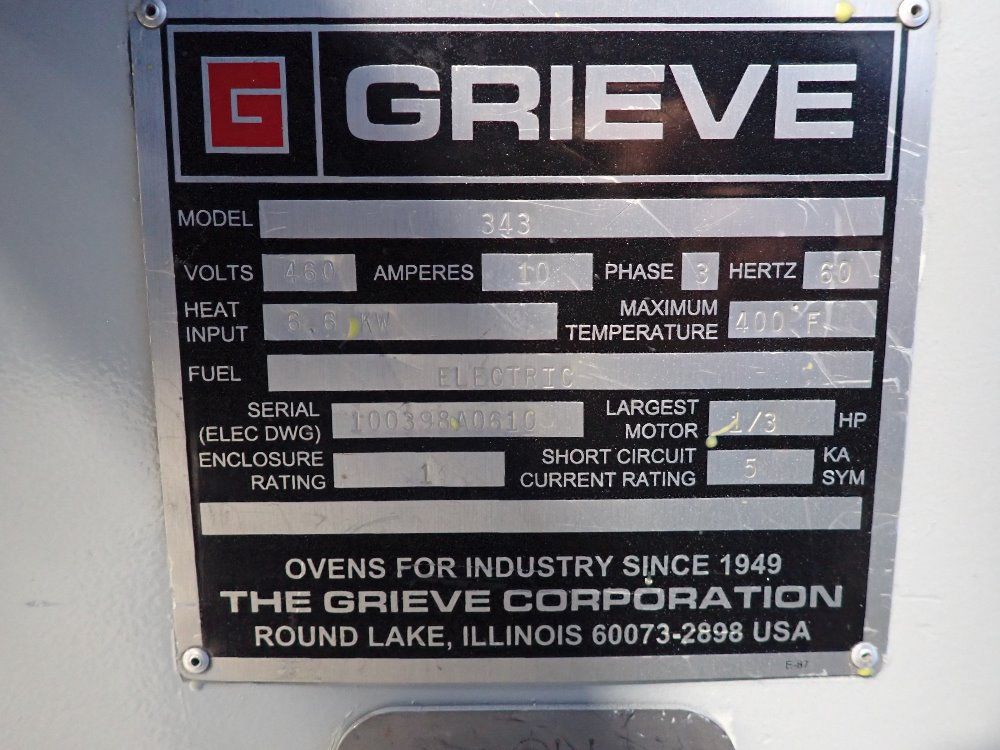 G GRIEVE
MODEL 343
VOLTS 460 AMPERES 10 PHASE 3 HERTZ 60
HEAT INPUT 6.6 KW MAXIMUM TEMPERATURE 400°F
FUEL ELECTRIC
SERIAL (ELEC DWG) 100398A0610 LARGEST MOTOR 1/3 HP
ENCLOSURE RATING 1 SHORT CIRCUIT CURRENT RATING 5 KA SYM
OVENS FOR INDUSTRY SINCE 1949
THE GRIEVE CORPORATION
ROUND LAKE, ILLINOIS 60073-2898 USA
E-87